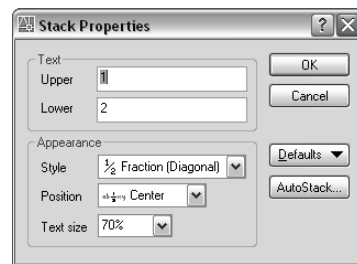 Stack Properties
Text
Upper 1
Lower 2
OK
Cancel
Appearance
Style ½ Fraction (Diagonal)
Position Center
Text size 70%
Defaults
AutoStack...